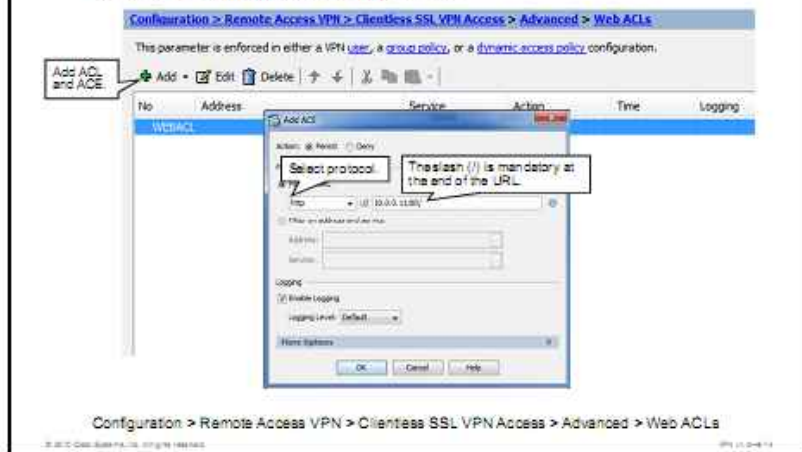 Configuration > Remote Access VPN > Clientless SSL VPN Access > Advanced > Web ACLs
This parameter is enforced in either a VPN user, a group policy, or a dynamic access policy configuration.
Add ACL
and ACE.
Add Edit Delete
No Address Service Action Time Logging
WEBACL
Add ACE
Action: Permit Deny
Select protocol.
The slash (/) is mandatory at
the end of the URL.
http ://
Address:
Service:
Logging
Enable Logging
Logging Level: Default
More Options
OK Cancel Help
Configuration > Remote Access VPN > Clientless SSL VPN Access > Advanced > Web ACLs